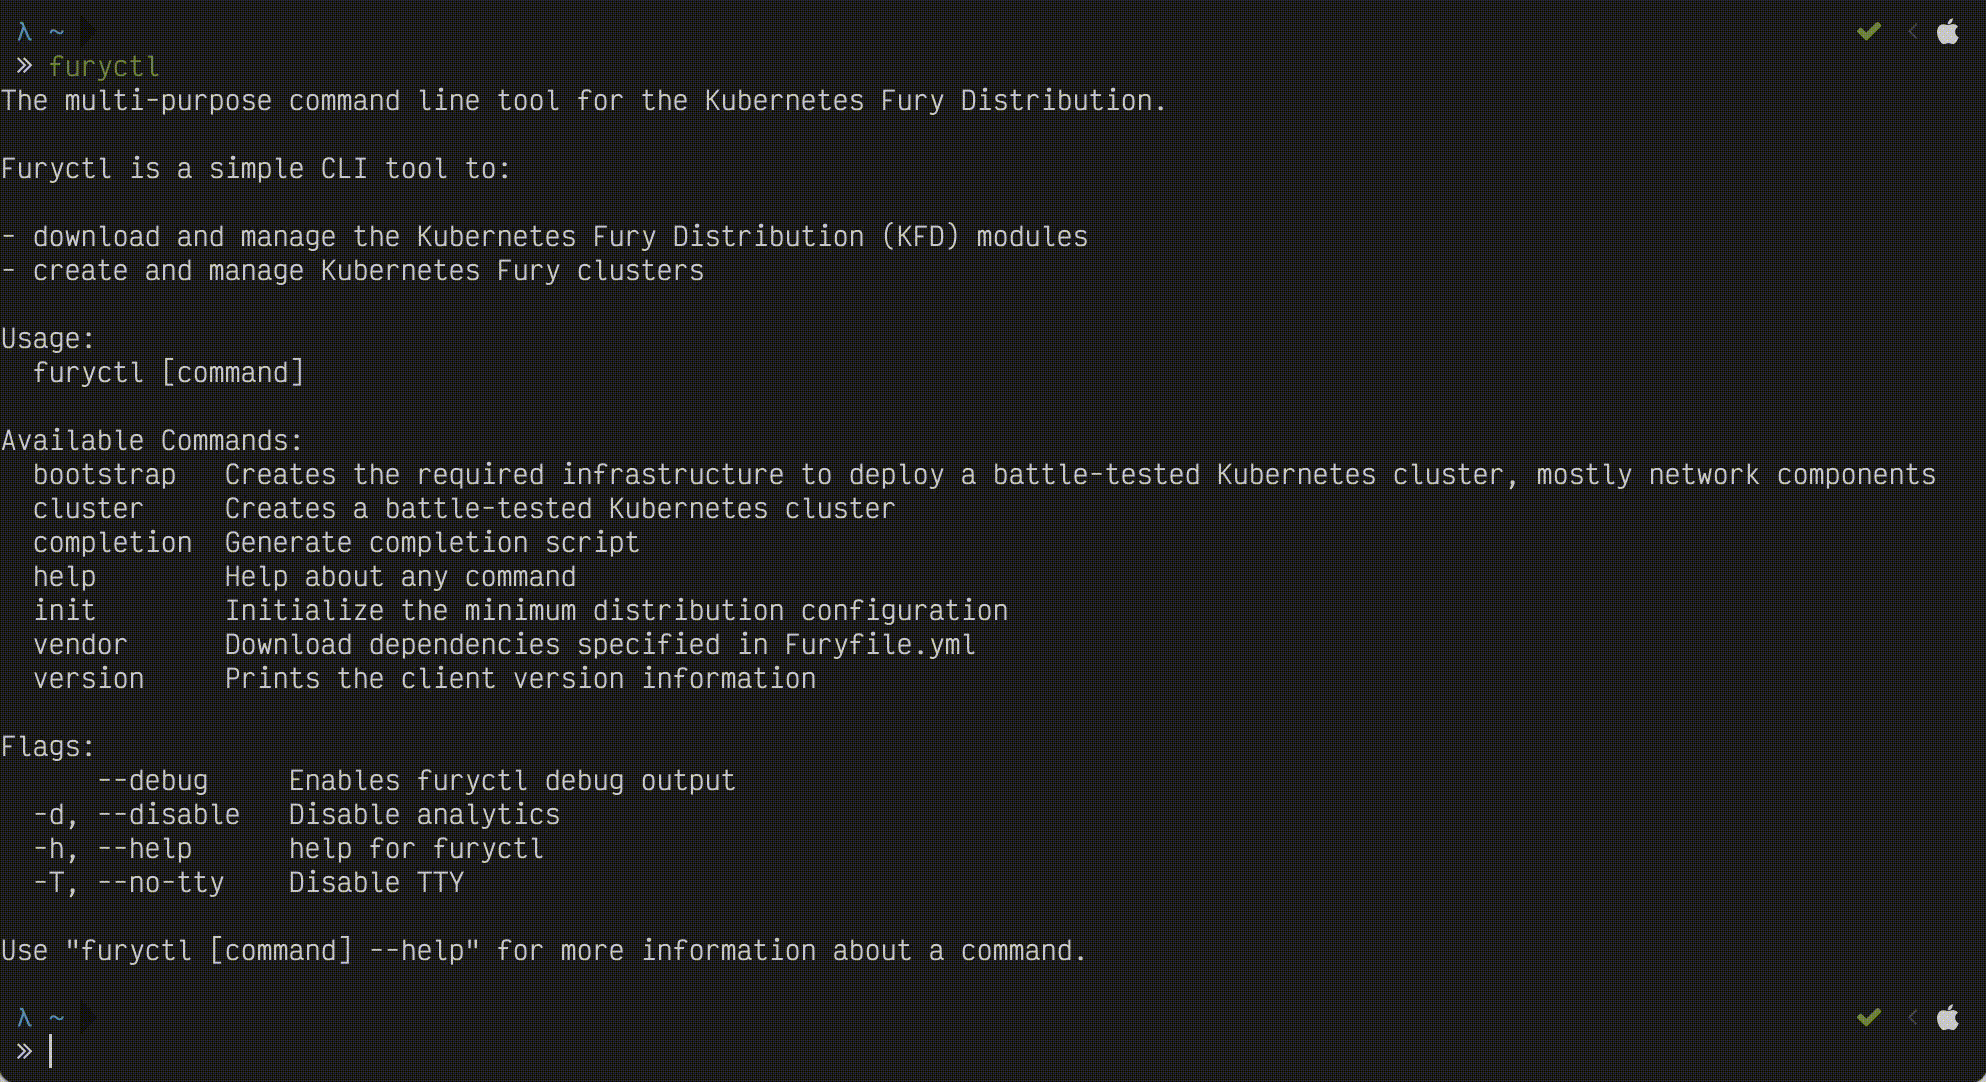 λ ~
» furyctl
The multi-purpose command line tool for the Kubernetes Fury Distribution.
Furyctl is a simple CLI tool to:
- download and manage the Kubernetes Fury Distribution (KFD) modules
- create and manage Kubernetes Fury clusters
Usage:
  furyctl [command]
Available Commands:
  bootstrap   Creates the required infrastructure to deploy a battle-tested Kubernetes cluster, mostly network components
  cluster     Creates a battle-tested Kubernetes cluster
  completion  Generate completion script
  help        Help about any command
  init        Initialize the minimum distribution configuration
  vendor      Download dependencies specified in Furyfile.yml
  version     Prints the client version information
Flags:
      --debug     Enables furyctl debug output
  -d, --disable   Disable analytics
  -h, --help      help for furyctl
  -T, --no-tty    Disable TTY
Use "furyctl [command] --help" for more information about a command.
λ ~
»